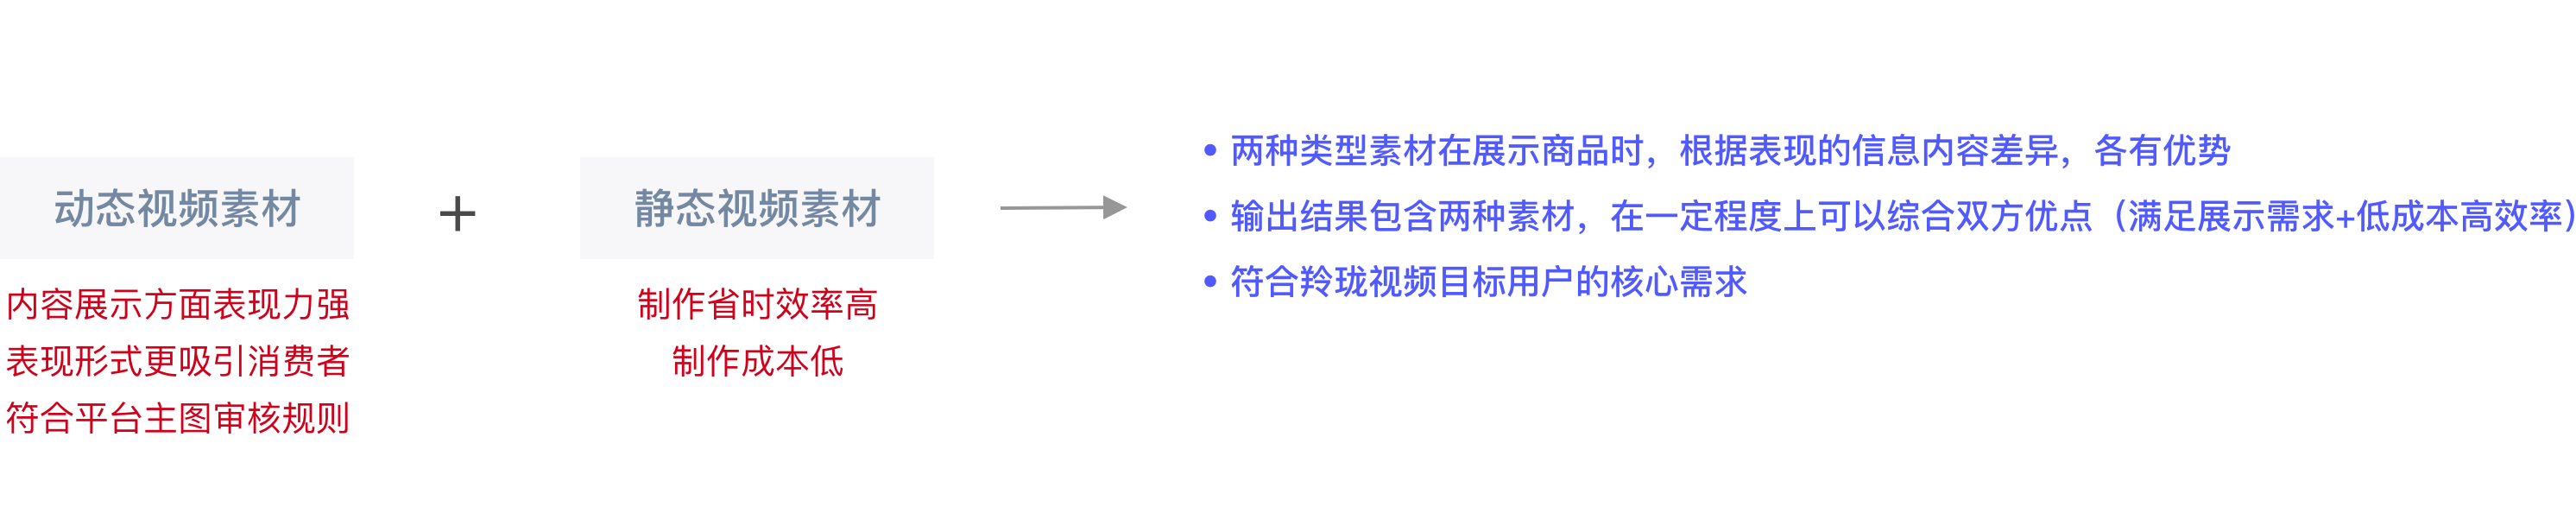 动态视频素材
+
静态视频素材
内容展示方面表现力强
表现形式更吸引消费者
符合平台主图审核规则
制作省时效率高
制作成本低
• 两种类型素材在展示商品时，根据表现的信息内容差异，各有优势
• 输出结果包含两种素材，在一定程度上可以综合双方优点（满足展示需求+低成本高效率）
• 符合羚珑视频目标用户的核心需求